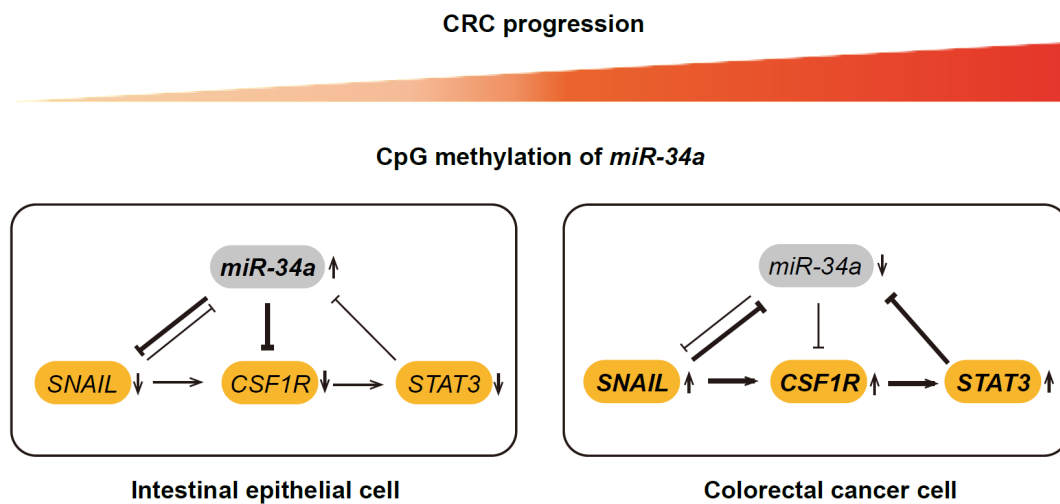 CRC progression
CpG methylation of miR-34a
miR-34a
SNAIL
CSF1R
STAT3
Intestinal epithelial cell
miR-34a
SNAIL
CSF1R
STAT3
Colorectal cancer cell